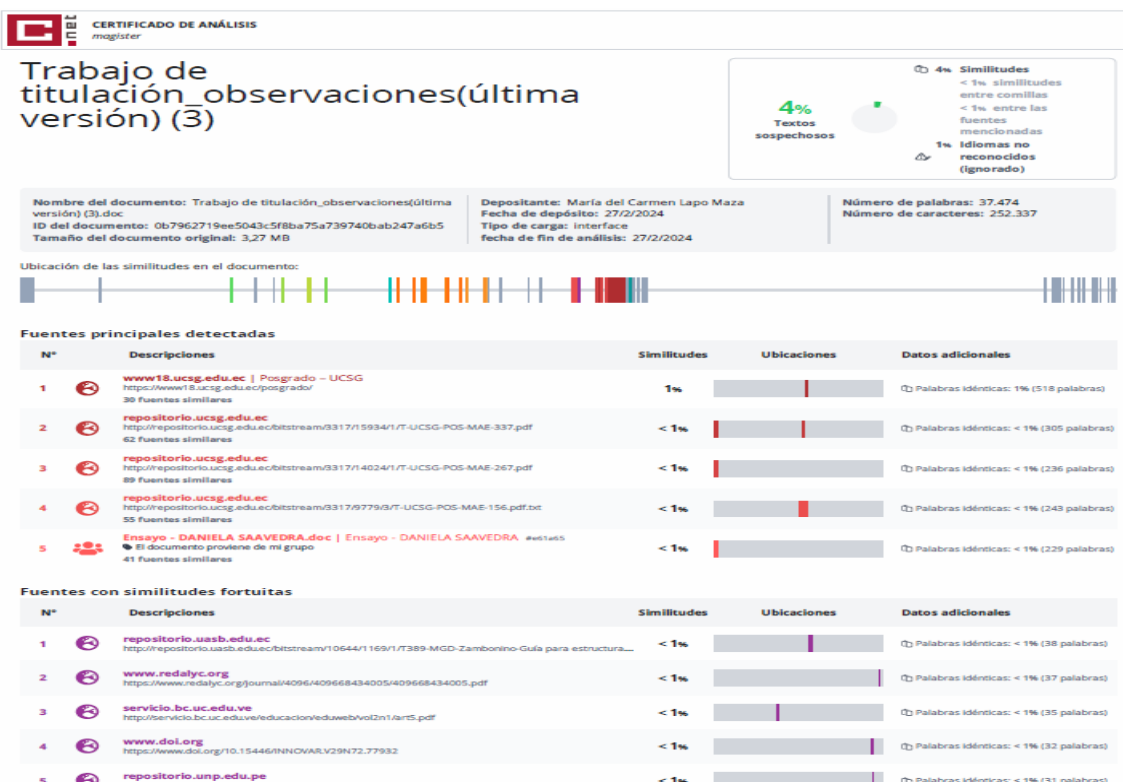 C
.net
CERTIFICADO DE ANÁLISIS
magister
Trabajo de
titulación_observaciones(última
versión) (3)
4%
Textos
sospechosos
4% Similitudes
< 1% similitudes
entre comillas
< 1% entre las
fuentes
mencionadas
1% Idiomas no
reconocidos
(ignorado)
Nombre del documento: Trabajo de titulación_observaciones(última
versión) (3).doc
ID del documento: 0b7962719ee5043c5f8ba75a739740bab247a6b5
Tamaño del documento original: 3,27 MB
Depositante: María del Carmen Lapo Maza
Fecha de depósito: 27/2/2024
Tipo de carga: interface
fecha de fin de análisis: 27/2/2024
Número de palabras: 37.474
Número de caracteres: 252.337
Ubicación de las similitudes en el documento:
Fuentes principales detectadas
N° Descripciones Similitudes Ubicaciones Datos adicionales
1 www18.ucsg.edu.ec | Posgrado – UCSG
https://www18.ucsg.edu.ec/posgrado/
30 fuentes similares
1% Palabras idénticas: 1% (518 palabras)
2 repositorio.ucsg.edu.ec
http://repositorio.ucsg.edu.ec/bitstream/3317/15934/1/T-UCSG-POS-MAE-337.pdf
62 fuentes similares
< 1% Palabras idénticas: < 1% (305 palabras)
3 repositorio.ucsg.edu.ec
http://repositorio.ucsg.edu.ec/bitstream/3317/14024/1/T-UCSG-POS-MAE-267.pdf
89 fuentes similares
< 1% Palabras idénticas: < 1% (236 palabras)
4 repositorio.ucsg.edu.ec
http://repositorio.ucsg.edu.ec/bitstream/3317/9779/3/T-UCSG-POS-MAE-156.pdf.txt
55 fuentes similares
< 1% Palabras idénticas: < 1% (243 palabras)
5 Ensayo - DANIELA SAAVEDRA.doc | Ensayo - DANIELA SAAVEDRA #e61a65
El documento proviene de mi grupo
41 fuentes similares
< 1% Palabras idénticas: < 1% (229 palabras)
Fuentes con similitudes fortuitas
N° Descripciones Similitudes Ubicaciones Datos adicionales
1 repositorio.uasb.edu.ec
http://repositorio.uasb.edu.ec/bitstream/10644/1169/1/T389-MGD-Zambonino-Guía para estructura...
< 1% Palabras idénticas: < 1% (38 palabras)
2 www.redalyc.org
https://www.redalyc.org/journal/4096/409668434005/409668434005.pdf
< 1% Palabras idénticas: < 1% (37 palabras)
3 servicio.bc.uc.edu.ve
http://servicio.bc.uc.edu.ve/educacion/eduweb/vol2n1/art5.pdf
< 1% Palabras idénticas: < 1% (35 palabras)
4 www.doi.org
https://www.doi.org/10.15446/INNOVAR.V29N72.77932
< 1% Palabras idénticas: < 1% (32 palabras)
5 repositorio.unp.edu.pe
< 1% Palabras idénticas: < 1% (31 palabras)